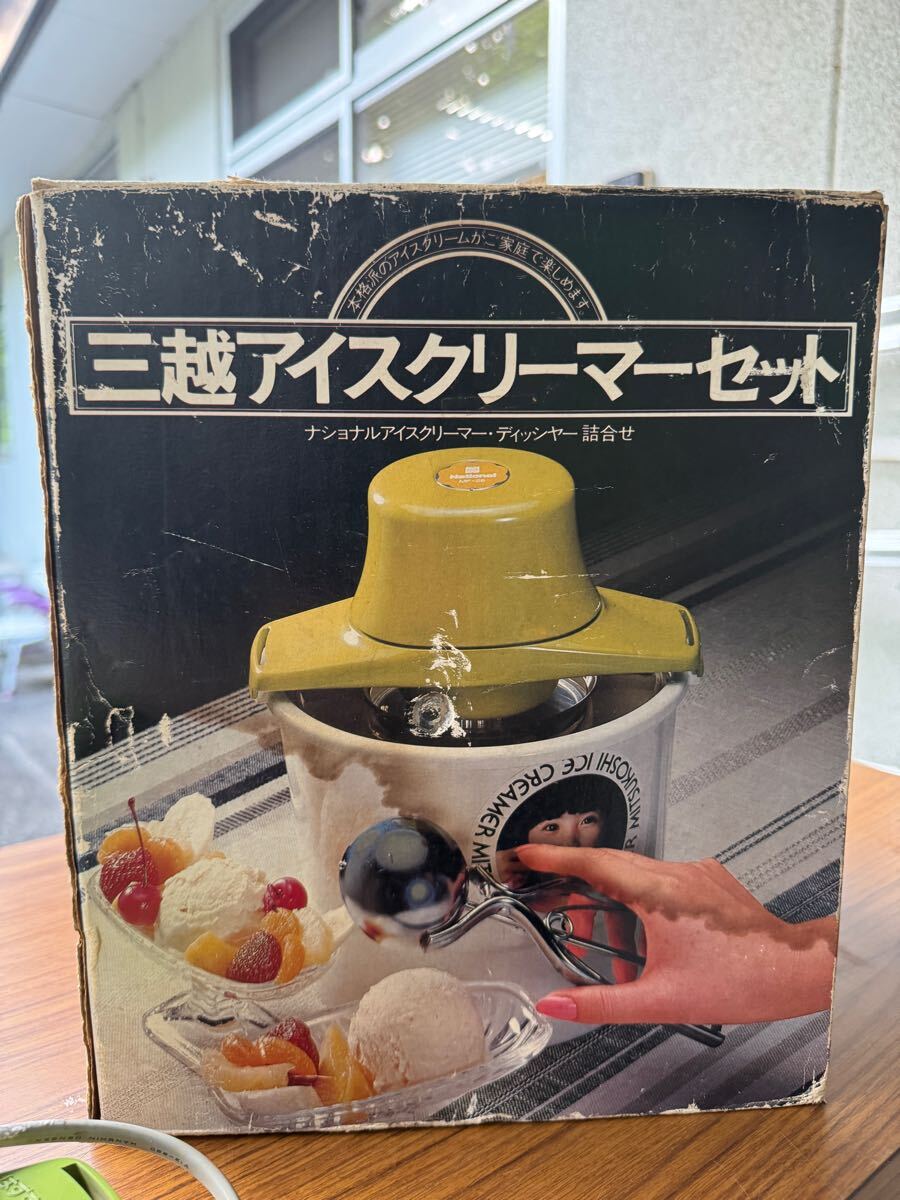 本格派のアイスクリームがご家庭で楽しめます。
三越アイスクリーマーセット
ナショナルアイスクリーマー・ディッシャー詰合せ
National
MITSUKOSHI ICE CREAMER MIT
ER